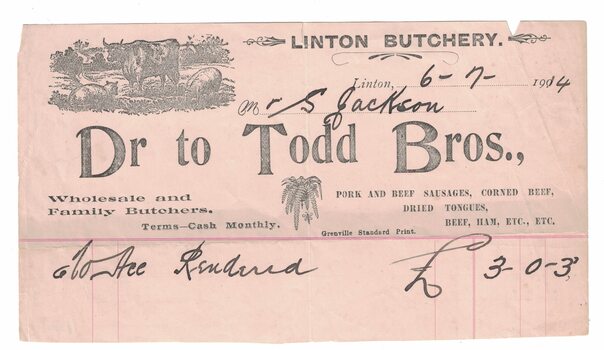 LINTON BUTCHERY.
Linton, 6-7- 1914
Mr S Jackson
Dr to Todd Bros.,
Wholesale and
Family Butchers.
Terms—Cash Monthly.
PORK AND BEEF SAUSAGES, CORNED BEEF,
DRIED TONGUES,
BEEF, HAM, ETC., ETC.
Grenville Standard Print.
To Acc Rendered £ 3-0-3